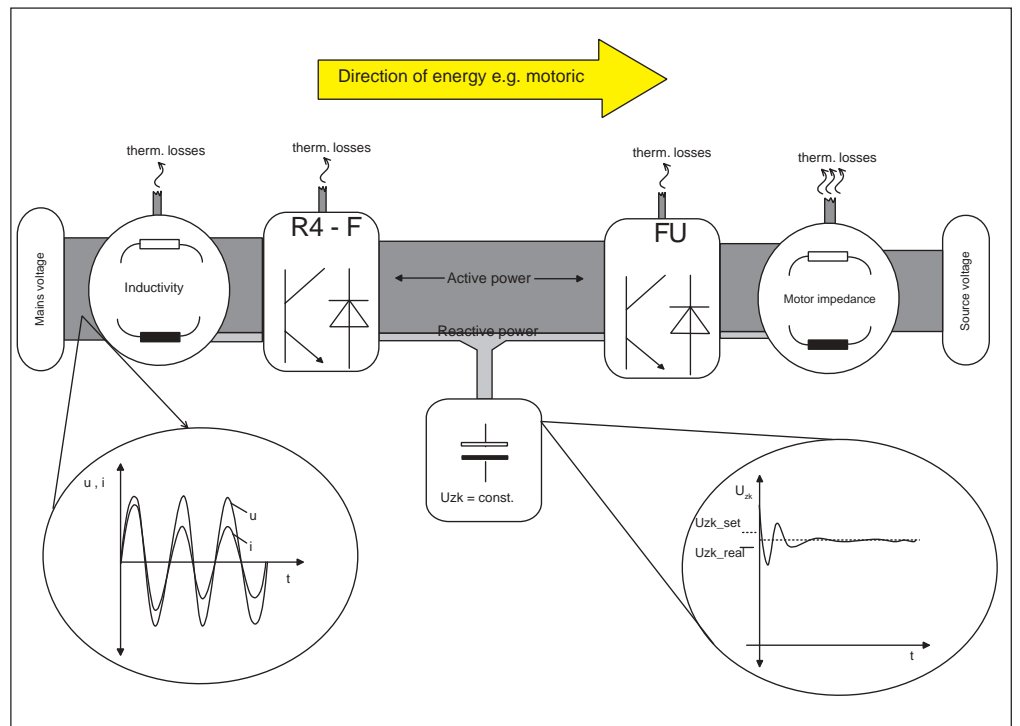 Direction of energy e.g. motoric
therm. losses
therm. losses
therm. losses
therm. losses
Mains voltage
Inductivity
R4 - F
Active power
Reactive power
FU
Motor impedance
Source voltage
Uzk = const.
u , i
u
i
t
Uzk
Uzk_set
Uzk_real
t